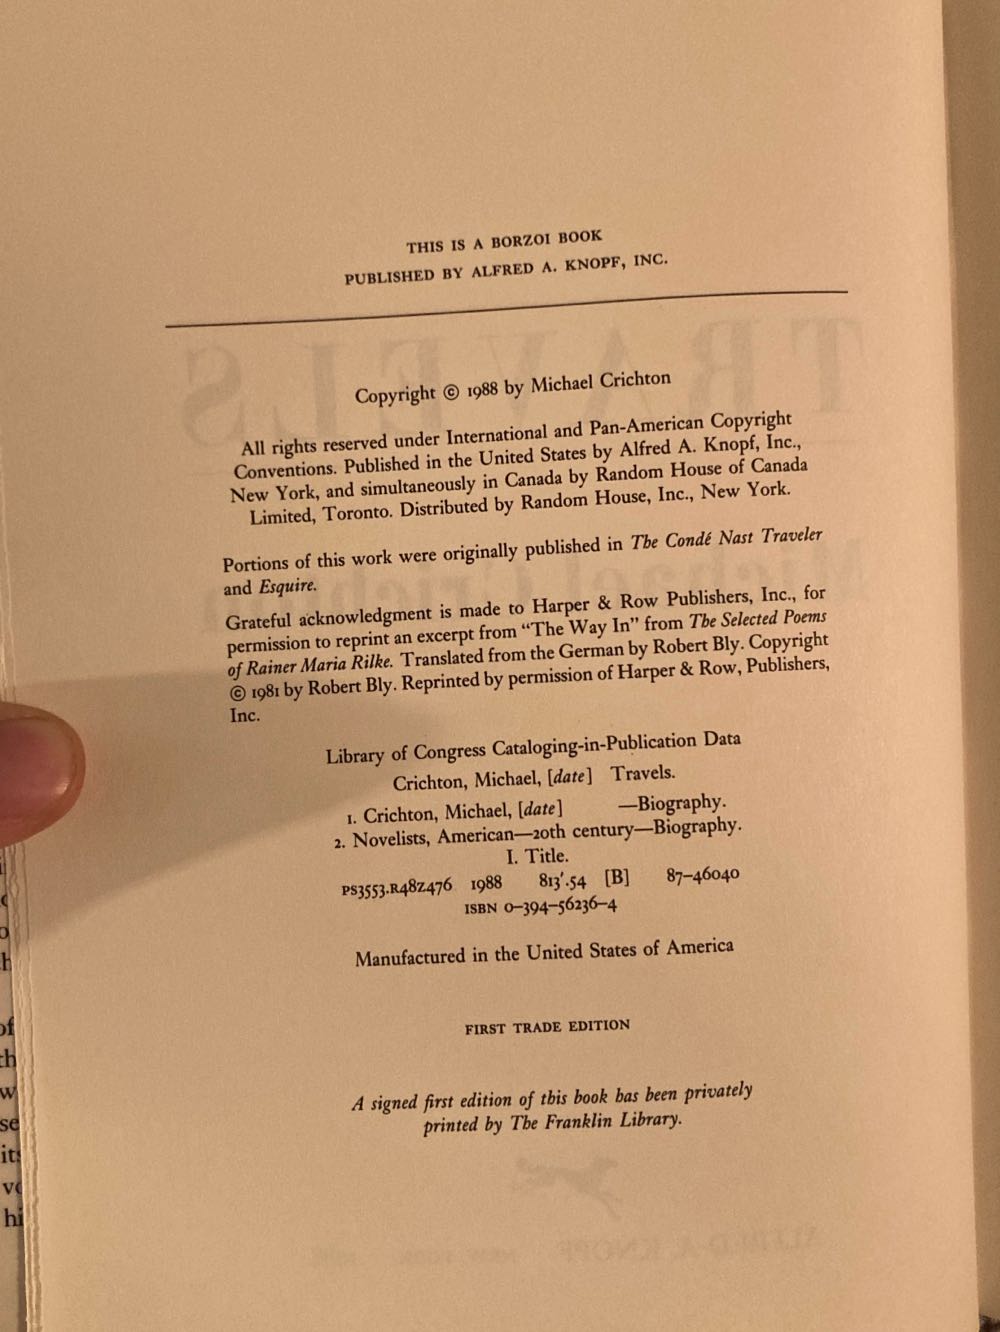 THIS IS A BORZOI BOOK
PUBLISHED BY ALFRED A. KNOPF, INC.
TRAVELS
Copyright © 1988 by Michael Crichton
All rights reserved under International and Pan-American Copyright
Conventions. Published in the United States by Alfred A. Knopf, Inc.,
New York, and simultaneously in Canada by Random House of Canada
Limited, Toronto. Distributed by Random House, Inc., New York.
Portions of this work were originally published in The Condé Nast Traveler
and Esquire.
Grateful acknowledgment is made to Harper & Row Publishers, Inc., for
permission to reprint an excerpt from “The Way In” from The Selected Poems
of Rainer Maria Rilke. Translated from the German by Robert Bly. Copyright
© 1981 by Robert Bly. Reprinted by permission of Harper & Row, Publishers,
Inc.
Library of Congress Cataloging-in-Publication Data
Crichton, Michael, [date] Travels.
1. Crichton, Michael, [date] —Biography.
2. Novelists, American—20th century—Biography.
I. Title.
PS3553.R48Z476 1988 813'.54 [B] 87–46040
ISBN 0–394–56236–4
Manufactured in the United States of America
FIRST TRADE EDITION
A signed first edition of this book has been privately
printed by The Franklin Library.
ALFRED A. KNOPF
of
th
w
se
its
vo
hi